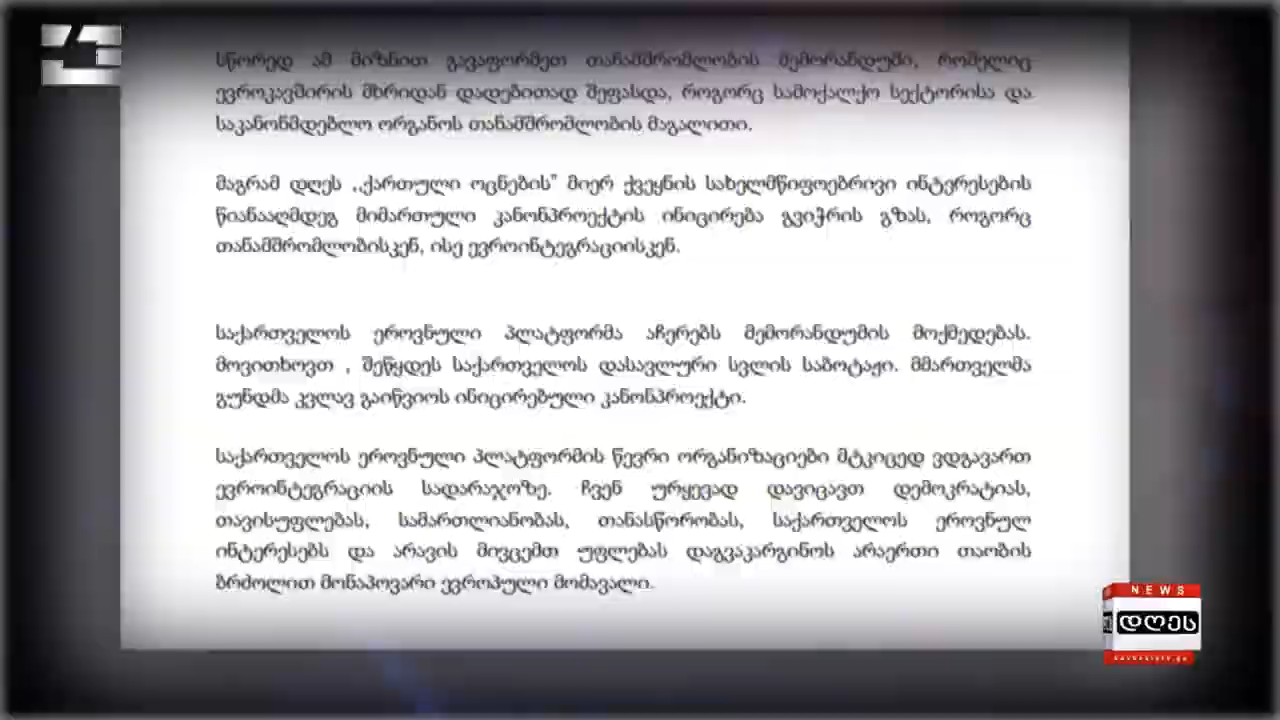 სწორედ ამ მიზნით გავაფორმეთ თანამშრომლობის მემორანდუმი, რომელიც
ევროკავშირის მხრიდან დადებითად შეფასდა, როგორც სამოქალქო სექტორისა და
საკანონმდებლო ორგანოს თანამშრომლობის მაგალითი.
მაგრამ დღეს ,,ქართული ოცნების" მიერ ქვეყნის სახელმწიფოებრივი ინტერესების
წიანააღმდეგ მიმართული კანონპროექტის ინიცირება გვიჭრის გზას, როგორც
თანამშრომლობისკენ, ისე ევროინტეგრაციისკენ.
საქართველოს ეროვნული პლატფორმა აჩერებს მემორანდუმის მოქმედებას.
მოვითხოვთ , შეწყდეს საქართველოს დასავლური სვლის საბოტაჟი. მმართველმა
გუნდმა კვლავ გაიწვიოს ინიცირებული კანონპროექტი.
საქართველოს ეროვნული პლატფორმის წევრი ორგანიზაციები მტკიცედ ვდგავართ
ევროინტეგრაციის სადარაჯოზე. ჩვენ ურყევად დავიცავთ დემოკრატიას,
თავისუფლებას, სამართლიანობას, თანასწორობას, საქართველოს ეროვნულ
ინტერესებს და არავის მივცემთ უფლებას დაგვაკარგინოს არაერთი თაობის
ბრძოლით მონაპოვარი ევროპული მომავალი.
NEWS
დღეს